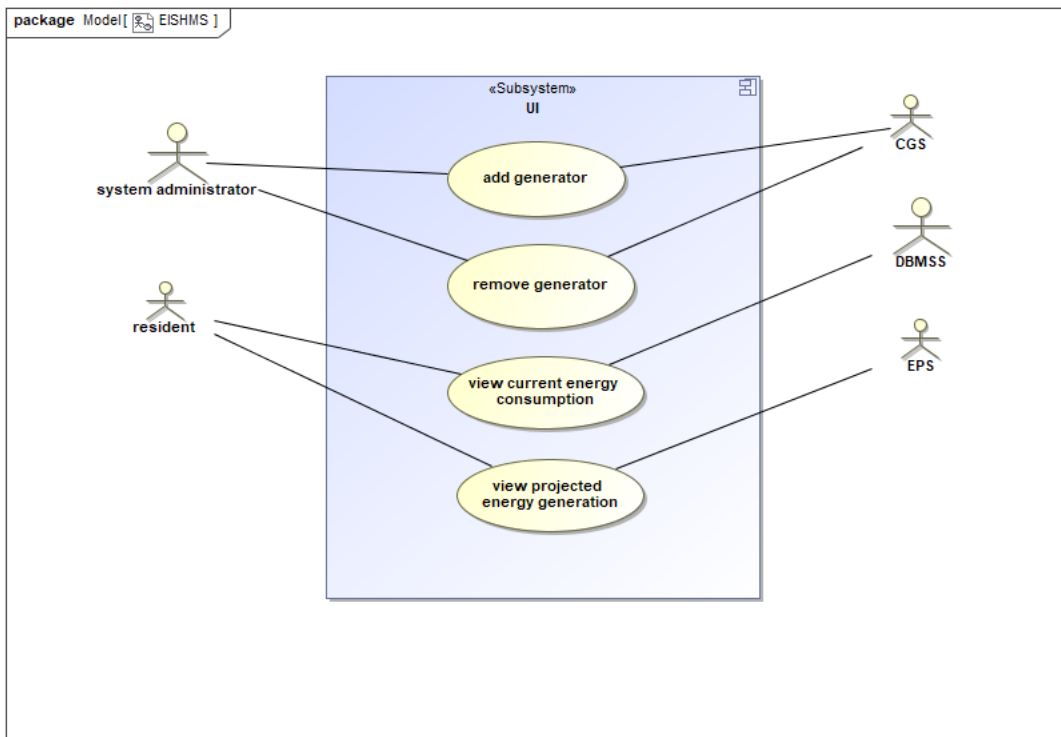 package Model[ EISHMS ]
«Subsystem»
UI
system administrator
add generator
CGS
remove generator
DBMSS
resident
view current energy
consumption
EPS
view projected
energy generation